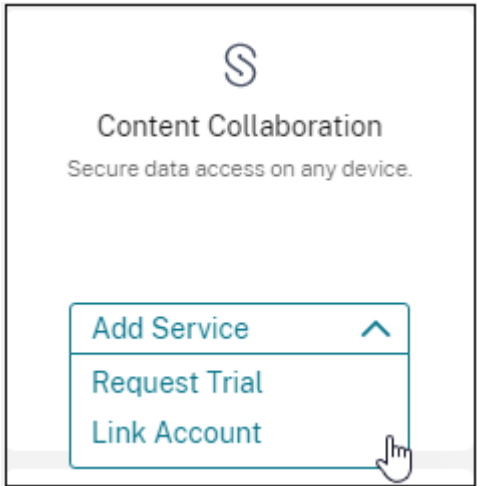 Content Collaboration
Secure data access on any device.
Add Service
Request Trial
Link Account